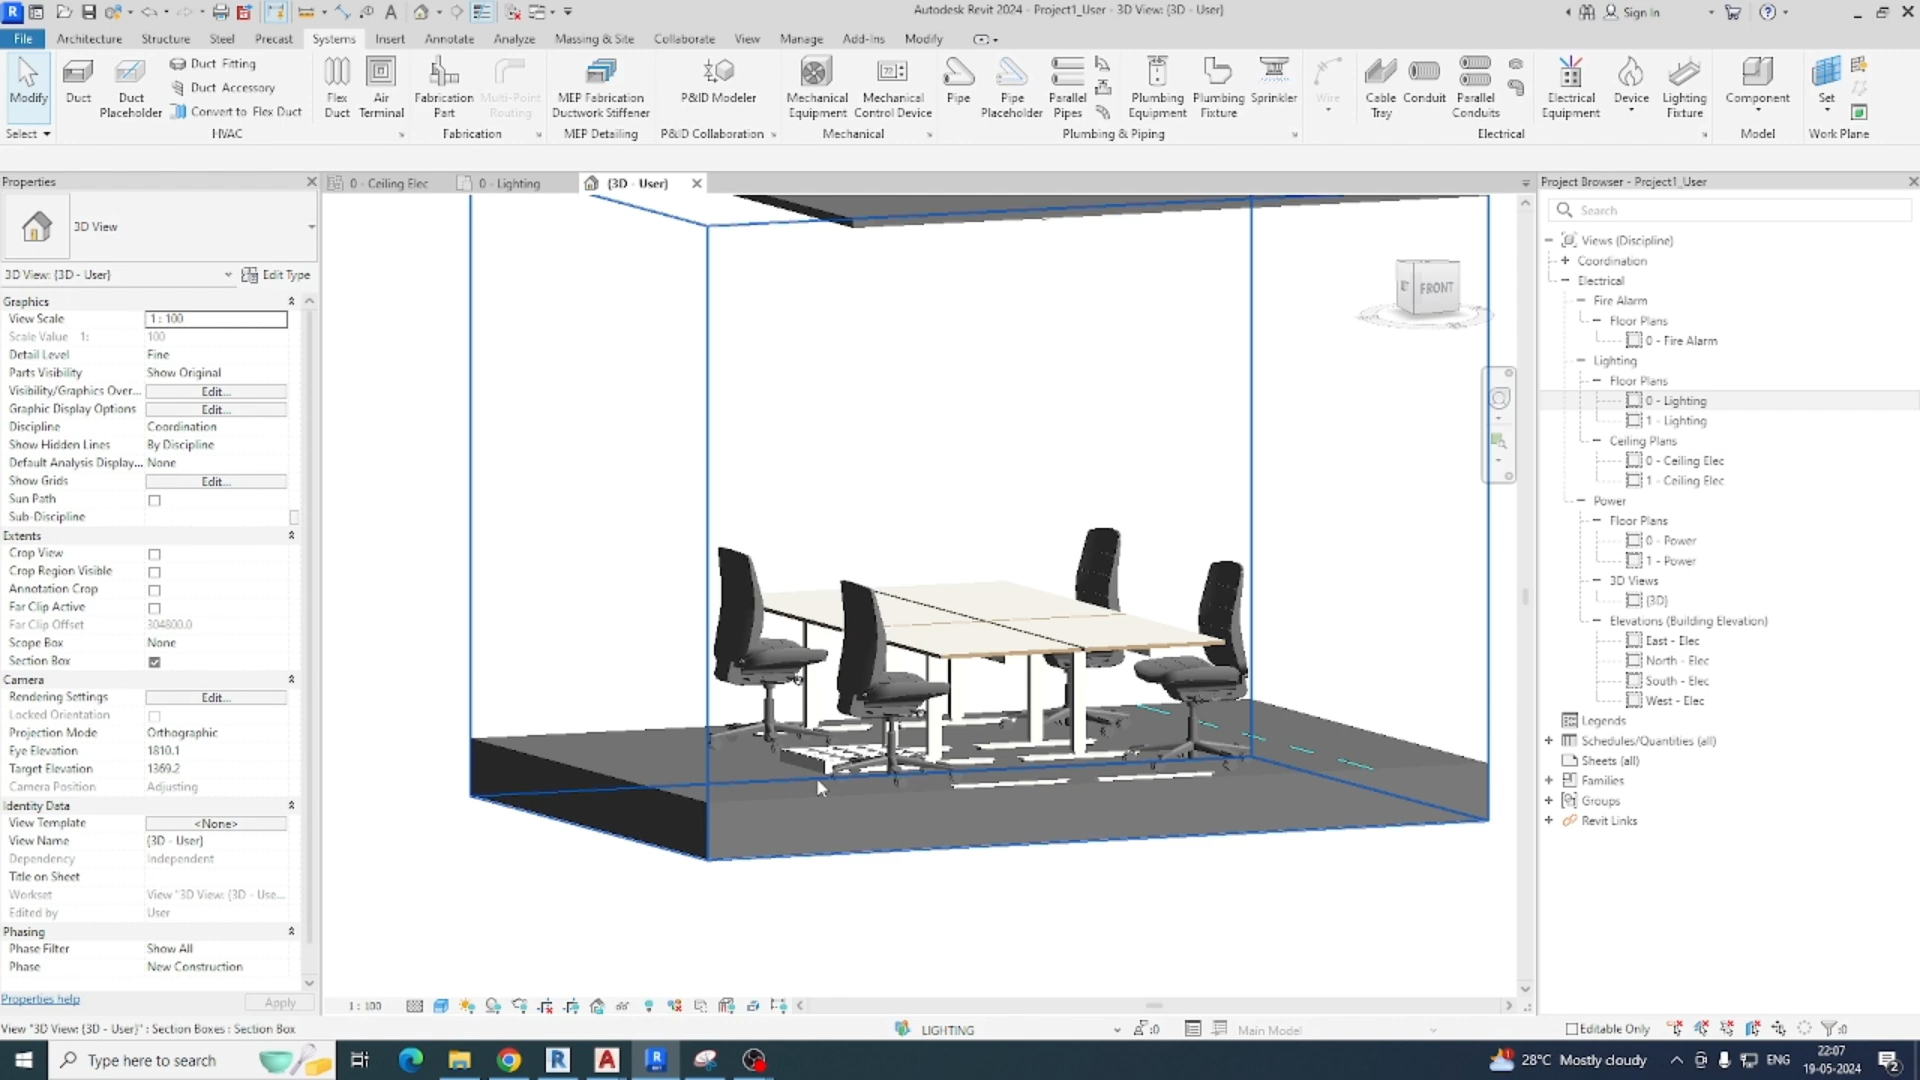 Autodesk Revit 2024 - Project1_User - 3D View: {3D - User}
Sign In
File
Architecture
Structure
Steel
Precast
Systems
Insert
Annotate
Analyze
Massing & Site
Collaborate
View
Manage
Add-Ins
Modify
Modify
Duct
Duct Placeholder
Duct Fitting
Duct Accessory
Convert to Flex Duct
Flex Duct
Air Terminal
Fabrication Part
Multi-Point Routing
MEP Fabrication Ductwork Stiffener
P&ID Modeler
Mechanical Equipment
Mechanical Control Device
Pipe
Pipe Placeholder
Parallel Pipes
Plumbing Equipment
Plumbing Fixture
Sprinkler
Wire
Cable Tray
Conduit
Parallel Conduits
Electrical Equipment
Device
Lighting Fixture
Component
Set
Select
HVAC
Fabrication
MEP Detailing
P&ID Collaboration
Mechanical
Plumbing & Piping
Electrical
Model
Work Plane
Properties
3D View
3D View: {3D - User}
Edit Type
Graphics
View Scale
1 : 100
Scale Value 1:
100
Detail Level
Fine
Parts Visibility
Show Original
Visibility/Graphics Over...
Edit...
Graphic Display Options
Edit...
Discipline
Coordination
Show Hidden Lines
By Discipline
Default Analysis Display...
None
Show Grids
Edit...
Sun Path
Sub-Discipline
Extents
Crop View
Crop Region Visible
Annotation Crop
Far Clip Active
Far Clip Offset
304800.0
Scope Box
None
Section Box
Camera
Rendering Settings
Edit...
Locked Orientation
Projection Mode
Orthographic
Eye Elevation
1810.1
Target Elevation
1369.2
Camera Position
Adjusting
Identity Data
View Template
<None>
View Name
{3D - User}
Dependency
Independent
Title on Sheet
Workset
View "3D View: {3D - Use...
Edited by
User
Phasing
Phase Filter
Show All
Phase
New Construction
Properties help
Apply
0 - Ceiling Elec
0 - Lighting
{3D - User}
FRONT
1 : 100
Project Browser - Project1_User
Search
Views (Discipline)
Coordination
Electrical
Fire Alarm
Floor Plans
0 - Fire Alarm
Lighting
Floor Plans
0 - Lighting
1 - Lighting
Ceiling Plans
0 - Ceiling Elec
1 - Ceiling Elec
Power
Floor Plans
0 - Power
1 - Power
3D Views
{3D}
Elevations (Building Elevation)
East - Elec
North - Elec
South - Elec
West - Elec
Legends
Schedules/Quantities (all)
Sheets (all)
Families
Groups
Revit Links
View "3D View: {3D - User}" : Section Boxes : Section Box
LIGHTING
:0
Main Model
Editable Only
:0
Type here to search
28°C Mostly cloudy
ENG
22:07
19-05-2024
2